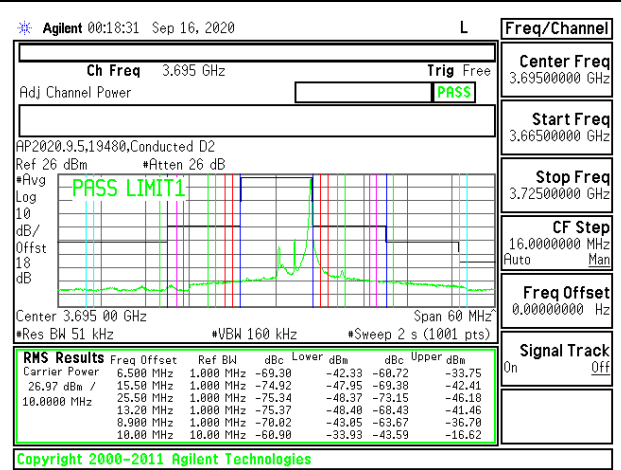 Agilent 00:18:31 Sep 16, 2020 L
Ch Freq 3.695 GHz Trig Free
Adj Channel Power PASS
AP2020.9.5,19480,Conducted D2
Ref 26 dBm #Atten 26 dB
#Avg
Log
10
dB/
Offst
18
dB
PASS LIMIT1
Center 3.695 00 GHz Span 60 MHz
#Res BW 51 kHz #VBW 160 kHz #Sweep 2 s (1001 pts)
RMS Results Freq Offset Ref BW dBc Lower dBm dBc Upper dBm
Carrier Power 6.500 MHz 1.000 MHz -69.30 -42.33 -60.72 -33.75
26.97 dBm / 15.50 MHz 1.000 MHz -74.92 -47.95 -69.38 -42.41
10.0000 MHz 25.50 MHz 1.000 MHz -75.34 -48.37 -73.15 -46.18
13.20 MHz 1.000 MHz -75.37 -48.40 -68.43 -41.46
8.900 MHz 1.000 MHz -70.02 -43.05 -63.67 -36.70
10.00 MHz 10.00 MHz -60.90 -33.93 -43.59 -16.62
Copyright 2000-2011 Agilent Technologies
Freq/Channel
Center Freq
3.69500000 GHz
Start Freq
3.66500000 GHz
Stop Freq
3.72500000 GHz
CF Step
16.0000000 MHz
Auto Man
Freq Offset
0.00000000 Hz
Signal Track
On Off